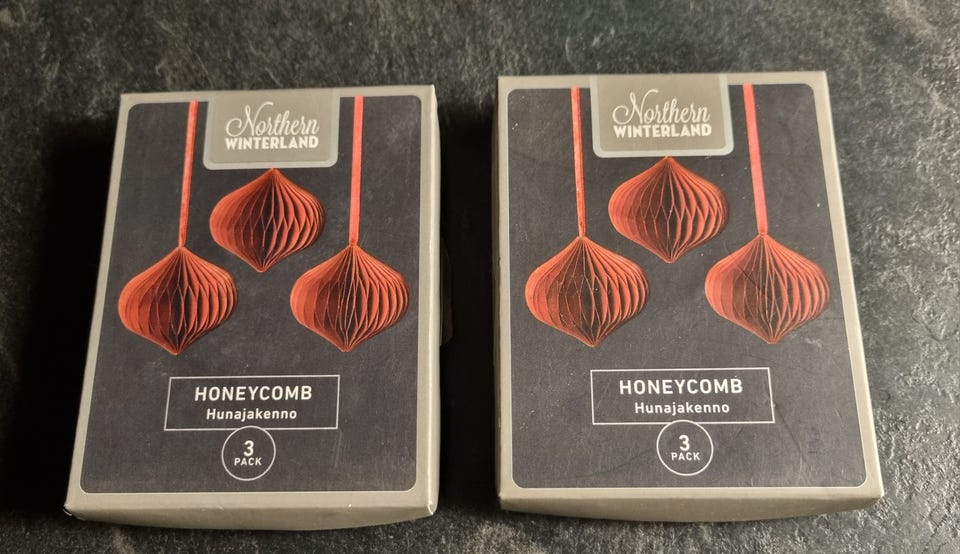 Northern
WINTERLAND
HONEYCOMB
Hunajakenno
3
PACK
Northern
WINTERLAND
HONEYCOMB
Hunajakenno
3
PACK